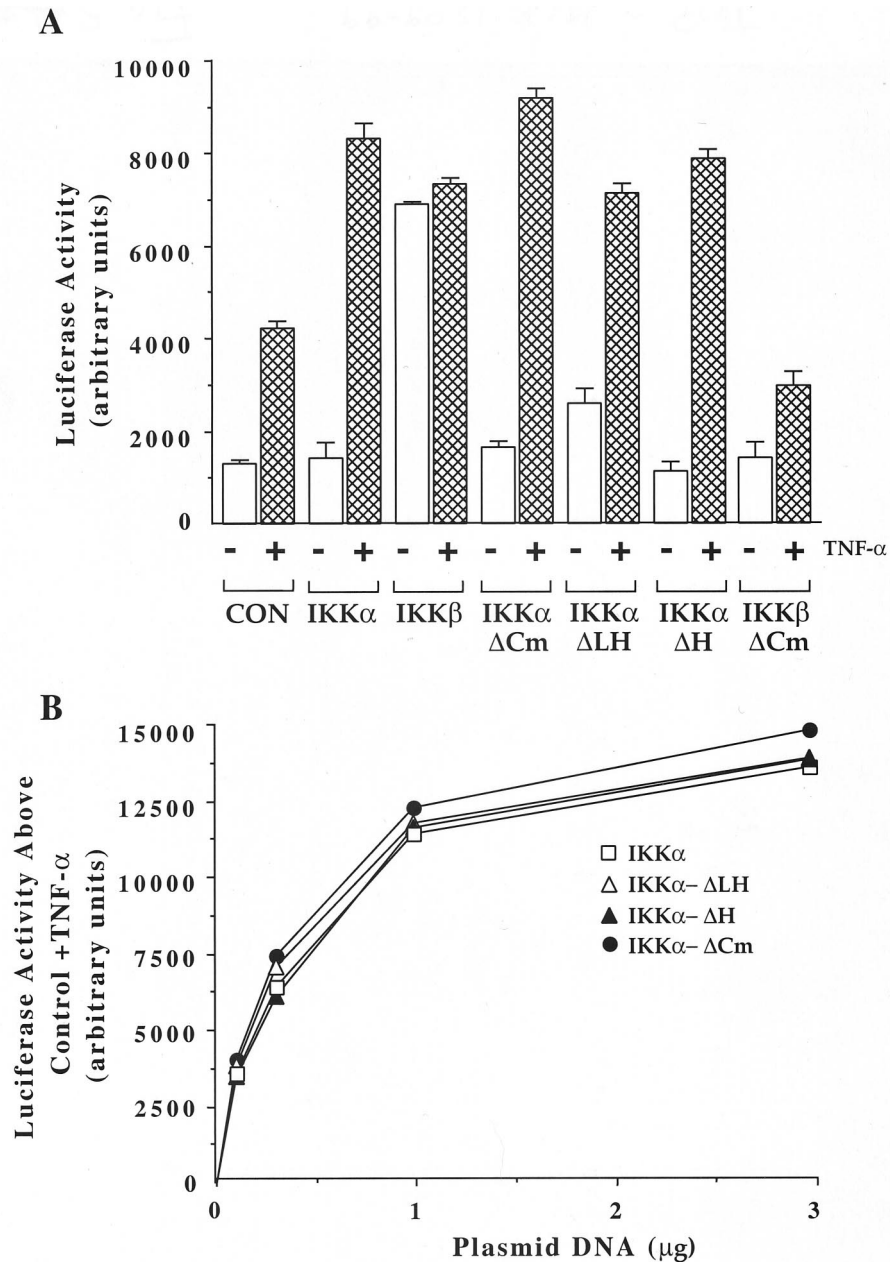 A
Luciferase Activity
(arbitrary units)
10000
8000
6000
4000
2000
0
- + - + - + - + - + - + - + TNF-α
CON IKKα IKKβ IKKα IKKα IKKα IKKβ
ΔCm ΔLH ΔH ΔCm
B
Luciferase Activity Above
Control +TNF-α
(arbitrary units)
15000
12500
10000
7500
5000
2500
0
IKKα
IKKα– ΔLH
IKKα– ΔH
IKKα– ΔCm
0 1 2 3
Plasmid DNA (μg)